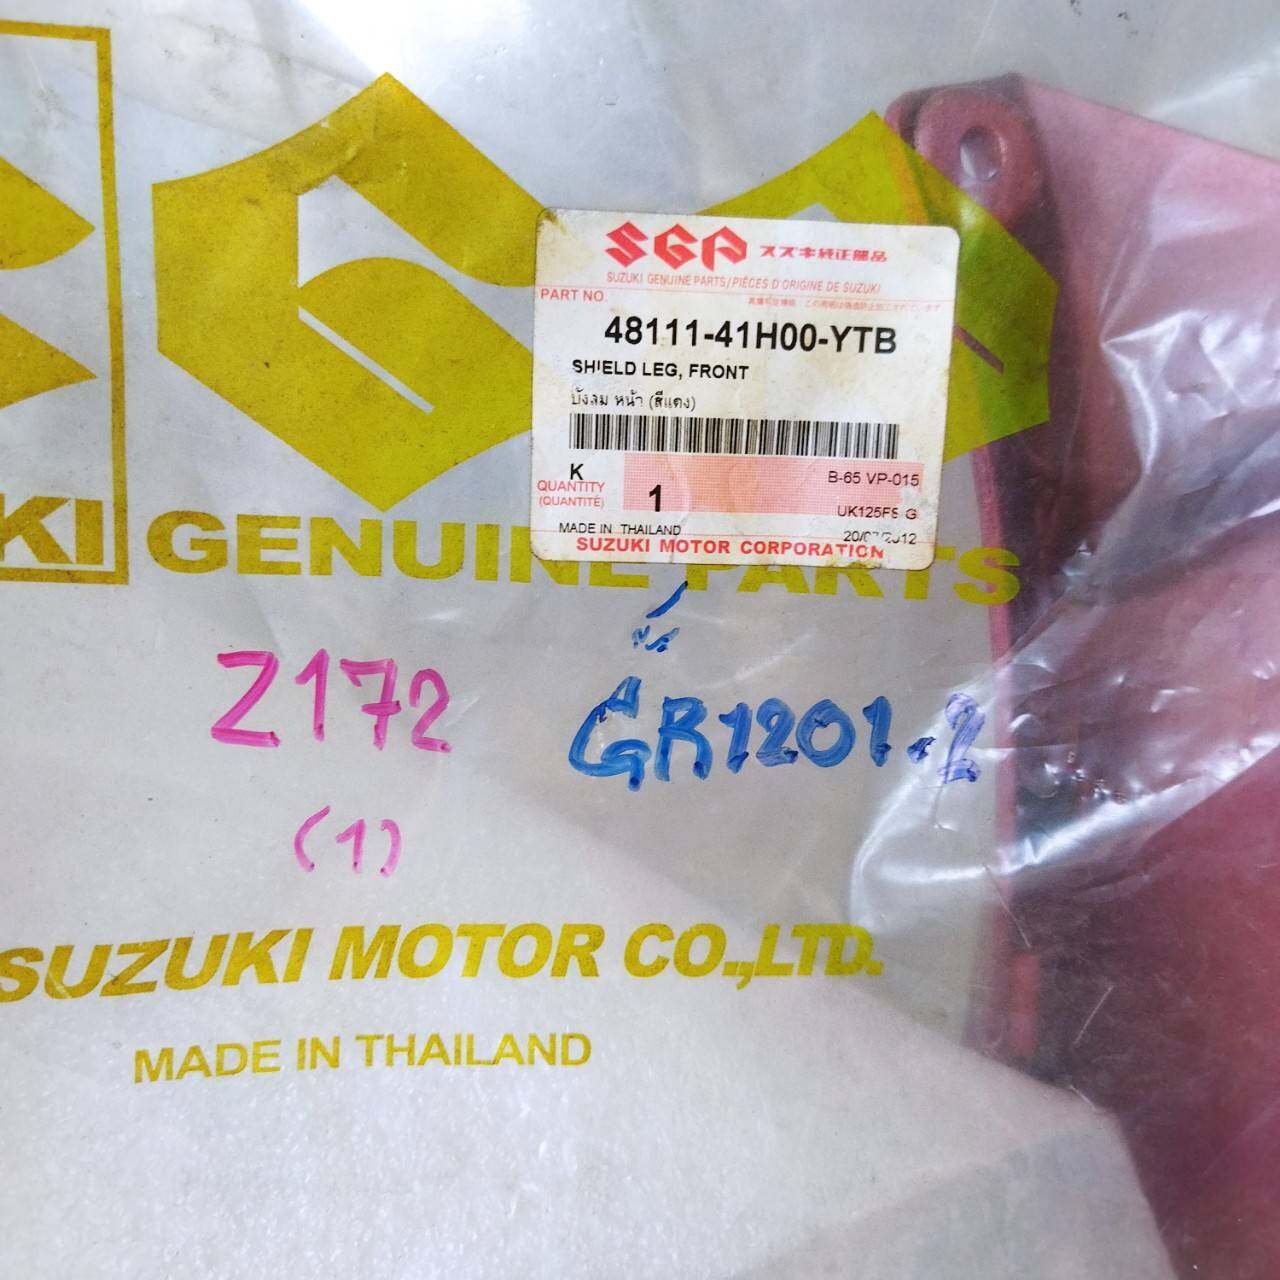 SGP スズキ純正部品
SUZUKI GENUINE PARTS/PIÈCES D'ORIGINE DE SUZUKI
PART NO.
48111-41H00-YTB
SHIELD LEG, FRONT
บังลม หน้า (สีแดง)
K
B-65 VP-015
QUANTITY
(QUANTITÉ)
1
UK125FS G
MADE IN THAILAND
SUZUKI MOTOR CORPORATION
UKI GENUINE PARTS
Z172
GR1201.2
(1)
SUZUKI MOTOR CO.,LTD.
MADE IN THAILAND